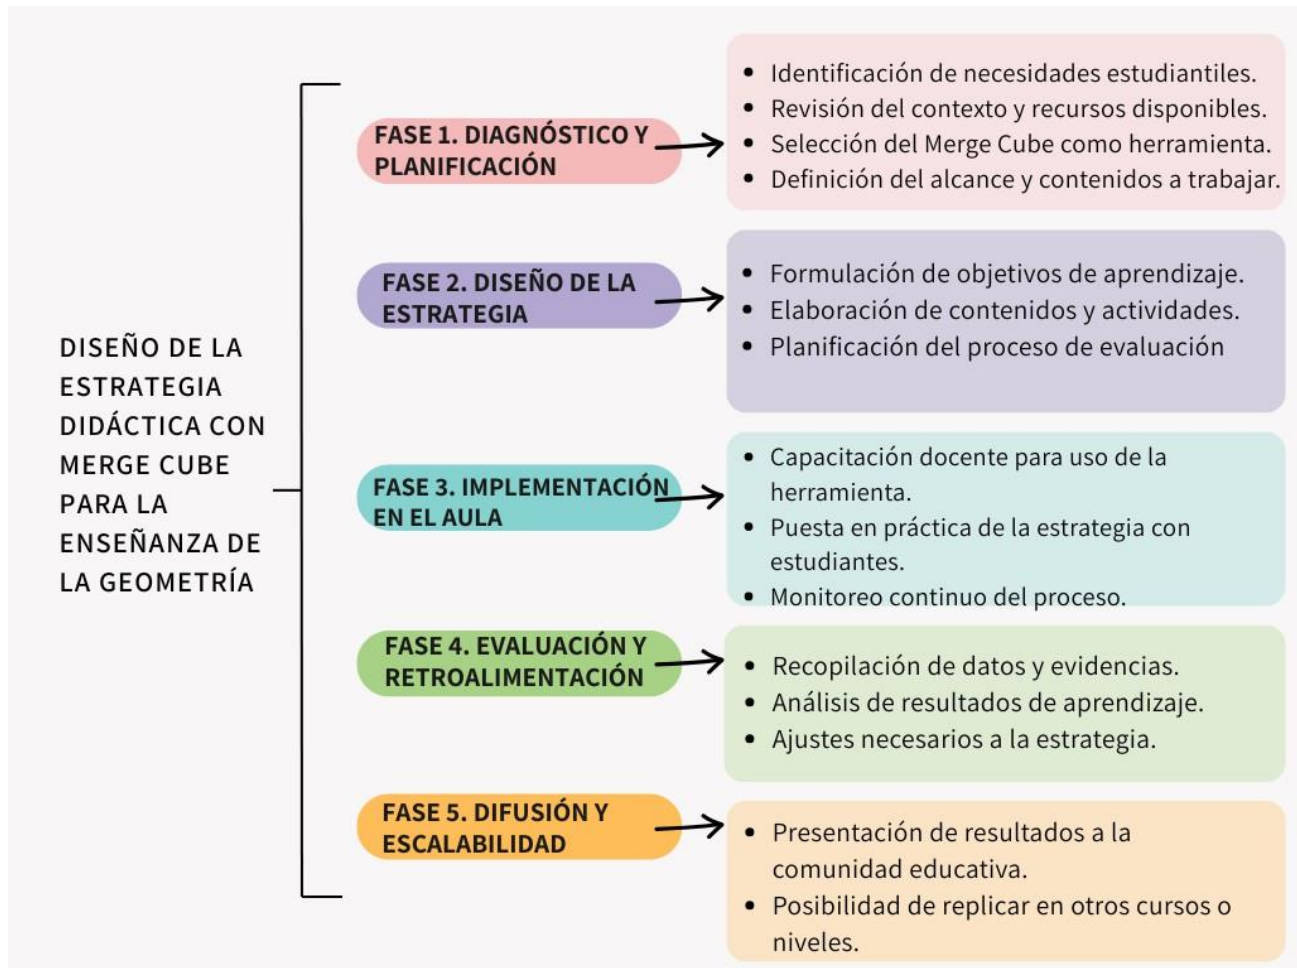 DISEÑO DE LA
ESTRATEGIA
DIDÁCTICA CON
MERGE CUBE
PARA LA
ENSEÑANZA DE
LA GEOMETRÍA
FASE 1. DIAGNÓSTICO Y
PLANIFICACIÓN
• Identificación de necesidades estudiantiles.
• Revisión del contexto y recursos disponibles.
• Selección del Merge Cube como herramienta.
• Definición del alcance y contenidos a trabajar.
FASE 2. DISEÑO DE LA
ESTRATEGIA
• Formulación de objetivos de aprendizaje.
• Elaboración de contenidos y actividades.
• Planificación del proceso de evaluación
FASE 3. IMPLEMENTACIÓN
EN EL AULA
• Capacitación docente para uso de la
herramienta.
• Puesta en práctica de la estrategia con
estudiantes.
• Monitoreo continuo del proceso.
FASE 4. EVALUACIÓN Y
RETROALIMENTACIÓN
• Recopilación de datos y evidencias.
• Análisis de resultados de aprendizaje.
• Ajustes necesarios a la estrategia.
FASE 5. DIFUSIÓN Y
ESCALABILIDAD
• Presentación de resultados a la
comunidad educativa.
• Posibilidad de replicar en otros cursos o
niveles.